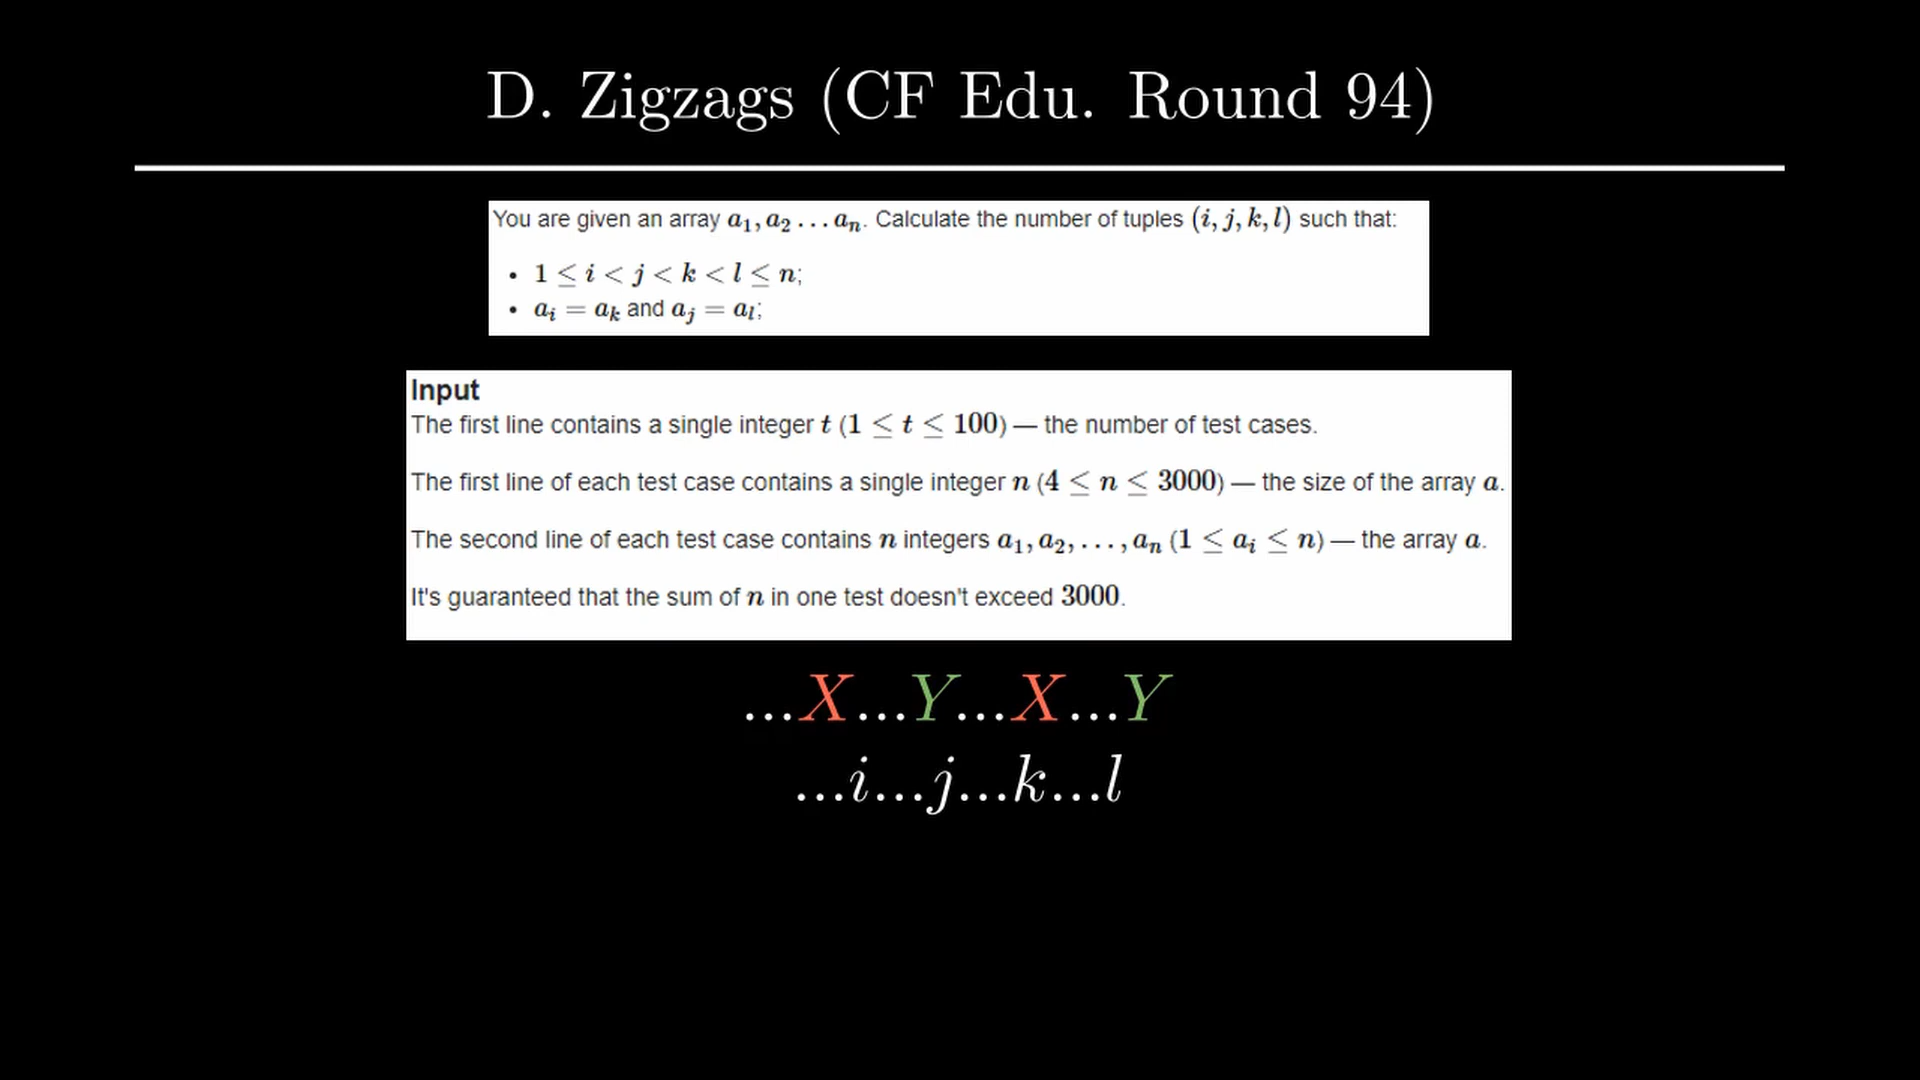 D. Zigzags (CF Edu. Round 94)
You are given an array a₁, a₂ … aₙ. Calculate the number of tuples (i, j, k, l) such that:
• 1 ≤ i < j < k < l ≤ n;
• aᵢ = aₖ and aⱼ = aₗ;
Input
The first line contains a single integer t (1 ≤ t ≤ 100) — the number of test cases.
The first line of each test case contains a single integer n (4 ≤ n ≤ 3000) — the size of the array a.
The second line of each test case contains n integers a₁, a₂, …, aₙ (1 ≤ aᵢ ≤ n) — the array a.
It's guaranteed that the sum of n in one test doesn't exceed 3000.
...X...Y...X...Y
...i...j...k...l